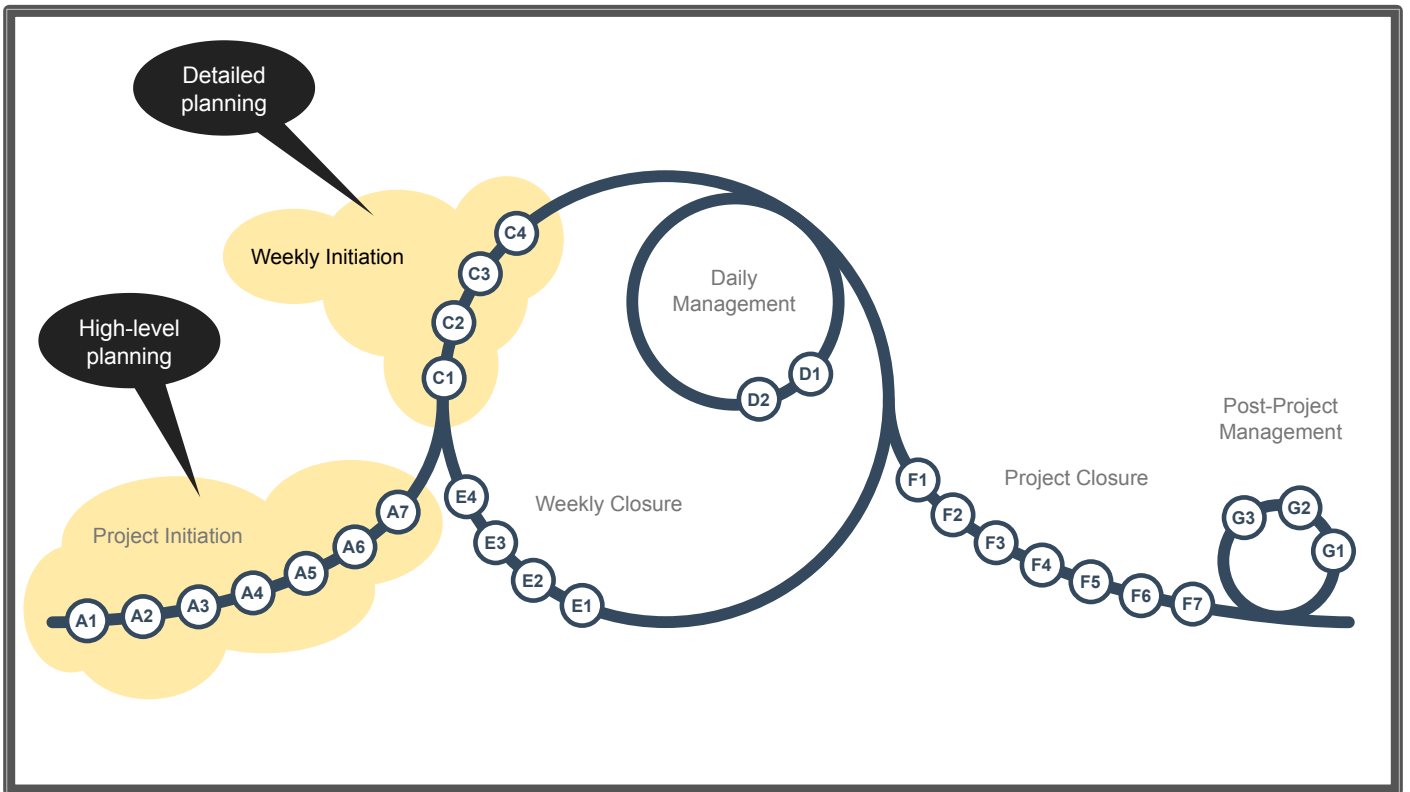 Detailed
planning
Weekly Initiation
C4
C3
C2
C1
High-level
planning
Project Initiation
A1
A2
A3
A4
A5
A6
A7
Daily
Management
D1
D2
Weekly Closure
E4
E3
E2
E1
Project Closure
F1
F2
F3
F4
F5
F6
F7
Post-Project
Management
G3
G2
G1